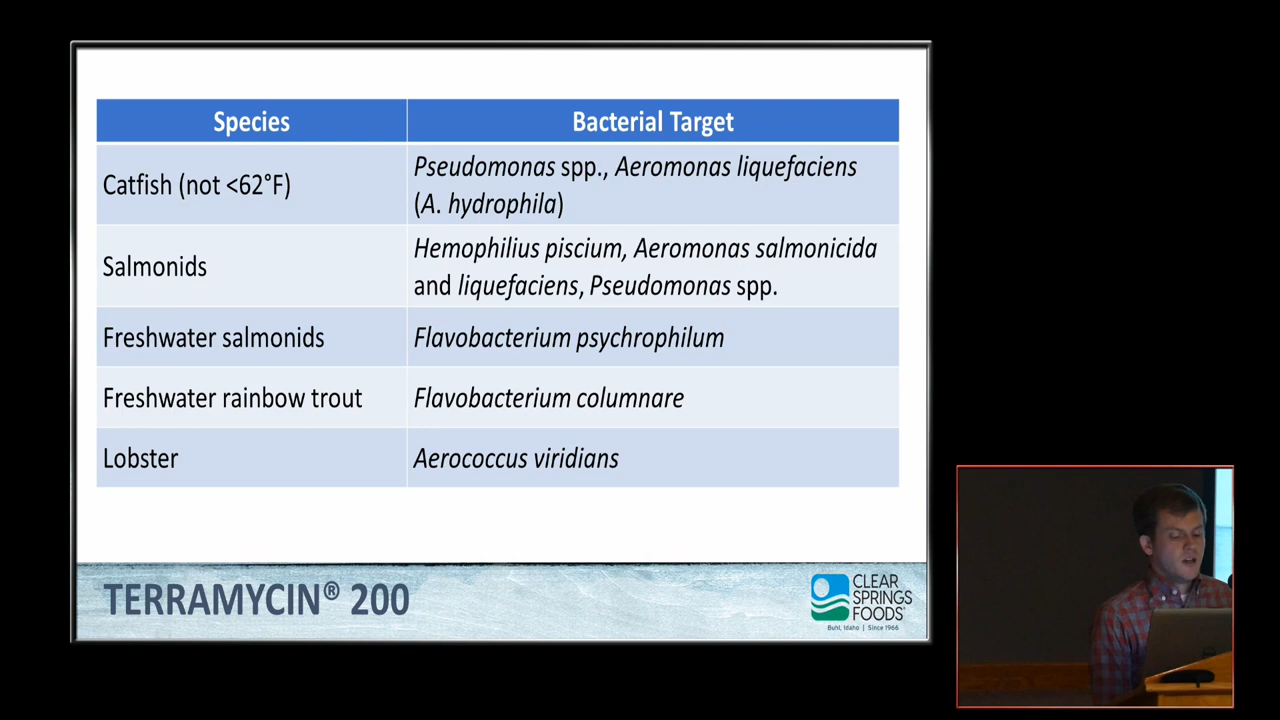 Species
Bacterial Target
Catfish (not <62°F)
Pseudomonas spp., Aeromonas liquefaciens
(A. hydrophila)
Salmonids
Hemophilius piscium, Aeromonas salmonicida
and liquefaciens, Pseudomonas spp.
Freshwater salmonids
Flavobacterium psychrophilum
Freshwater rainbow trout
Flavobacterium columnare
Lobster
Aerococcus viridians
TERRAMYCIN® 200
CLEAR
SPRINGS
FOODS®
Buhl, Idaho | Since 1966